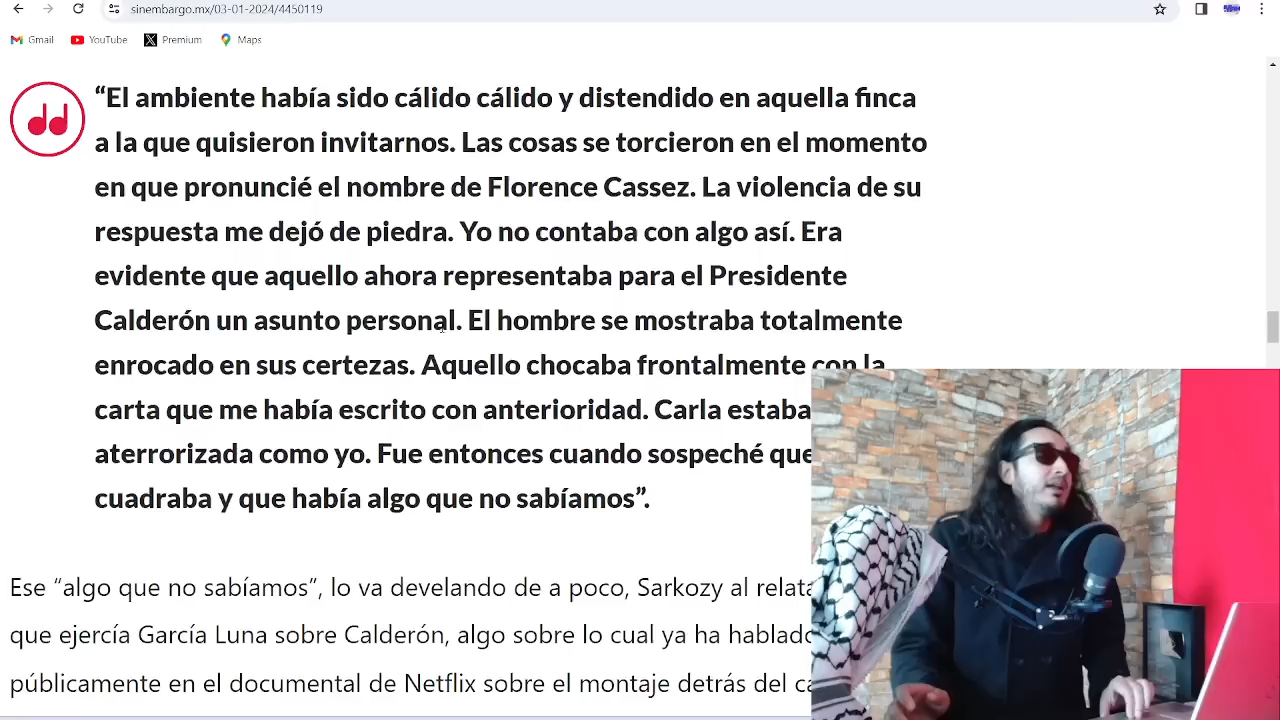 sinembargo.mx/03-01-2024/4450119
Gmail YouTube Premium Maps
“El ambiente había sido cálido cálido y distendido en aquella finca
a la que quisieron invitarnos. Las cosas se torcieron en el momento
en que pronuncié el nombre de Florence Cassez. La violencia de su
respuesta me dejó de piedra. Yo no contaba con algo así. Era
evidente que aquello ahora representaba para el Presidente
Calderón un asunto personal. El hombre se mostraba totalmente
enrocado en sus certezas. Aquello chocaba frontalmente con la
carta que me había escrito con anterioridad. Carla estaba
aterrorizada como yo. Fue entonces cuando sospeché que
cuadraba y que había algo que no sabíamos”.
Ese “algo que no sabíamos”, lo va develando de a poco, Sarkozy al
que ejercía García Luna sobre Calderón, algo sobre lo cual ya ha
públicamente en el documental de Netflix sobre el montaje detrás del